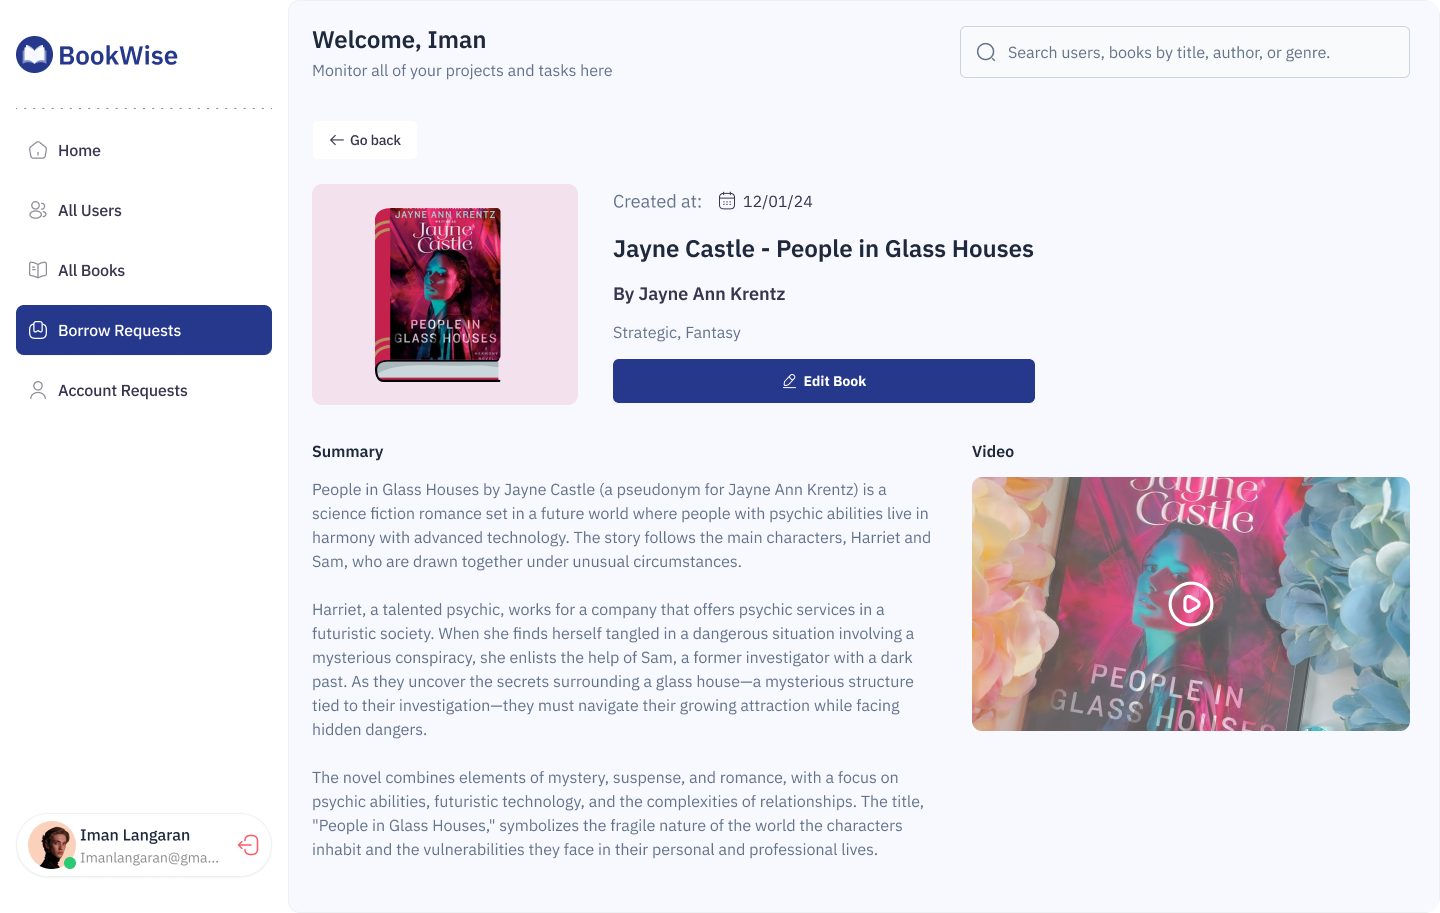 BookWise
Home
All Users
All Books
Borrow Requests
Account Requests
Iman Langaran
Imanlangaran@gma...
Welcome, Iman
Monitor all of your projects and tasks here
Search users, books by title, author, or genre.
Go back
JAYNE ANN KRENTZ
Jayne
Castle
PEOPLE IN
GLASS HOUSES
Created at: 12/01/24
Jayne Castle - People in Glass Houses
By Jayne Ann Krentz
Strategic, Fantasy
Edit Book
Summary
People in Glass Houses by Jayne Castle (a pseudonym for Jayne Ann Krentz) is a
science fiction romance set in a future world where people with psychic abilities live in
harmony with advanced technology. The story follows the main characters, Harriet and
Sam, who are drawn together under unusual circumstances.
Harriet, a talented psychic, works for a company that offers psychic services in a
futuristic society. When she finds herself tangled in a dangerous situation involving a
mysterious conspiracy, she enlists the help of Sam, a former investigator with a dark
past. As they uncover the secrets surrounding a glass house—a mysterious structure
tied to their investigation—they must navigate their growing attraction while facing
hidden dangers.
The novel combines elements of mystery, suspense, and romance, with a focus on
psychic abilities, futuristic technology, and the complexities of relationships. The title,
"People in Glass Houses," symbolizes the fragile nature of the world the characters
inhabit and the vulnerabilities they face in their personal and professional lives.
Video
Jayne
Castle
PEOPLE IN
GLASS HOUSES